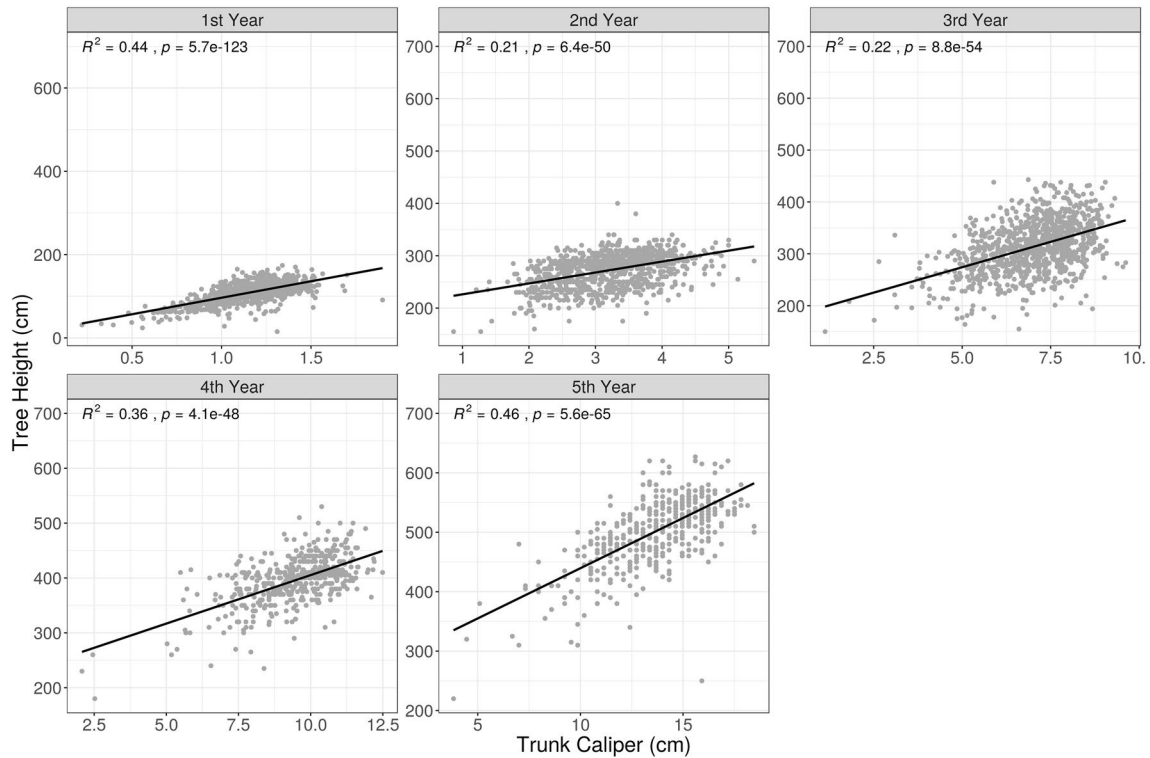 1st Year
R² = 0.44 , p = 5.7e-123
600
400
200
0
0.5 1.0 1.5
2nd Year
R² = 0.21 , p = 6.4e-50
700
600
500
400
300
200
1 2 3 4 5
3rd Year
R² = 0.22 , p = 8.8e-54
700
600
500
400
300
200
2.5 5.0 7.5 10.
Tree Height (cm)
4th Year
R² = 0.36 , p = 4.1e-48
700
600
500
400
300
200
2.5 5.0 7.5 10.0 12.5
5th Year
R² = 0.46 , p = 5.6e-65
700
600
500
400
300
200
5 10 15
Trunk Caliper (cm)